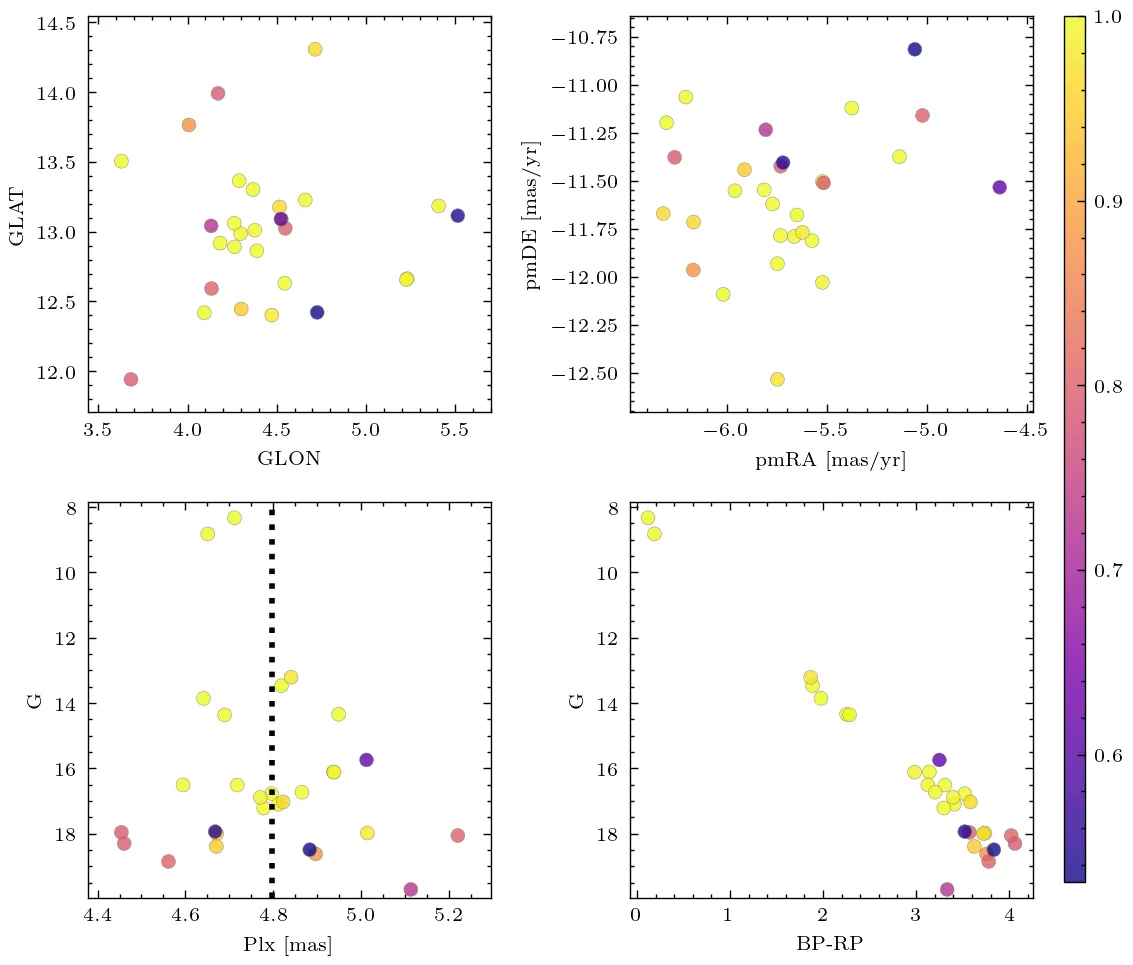 14.5
14.0
13.5
13.0
12.5
12.0
GLAT
3.5 4.0 4.5 5.0 5.5
GLON
−10.75
−11.00
−11.25
−11.50
−11.75
−12.00
−12.25
−12.50
pmDE [mas/yr]
−6.0 −5.5 −5.0 −4.5
pmRA [mas/yr]
8
10
12
14
16
18
G
4.4 4.6 4.8 5.0 5.2
Plx [mas]
8
10
12
14
16
18
G
0 1 2 3 4
BP-RP
1.0
0.9
0.8
0.7
0.6